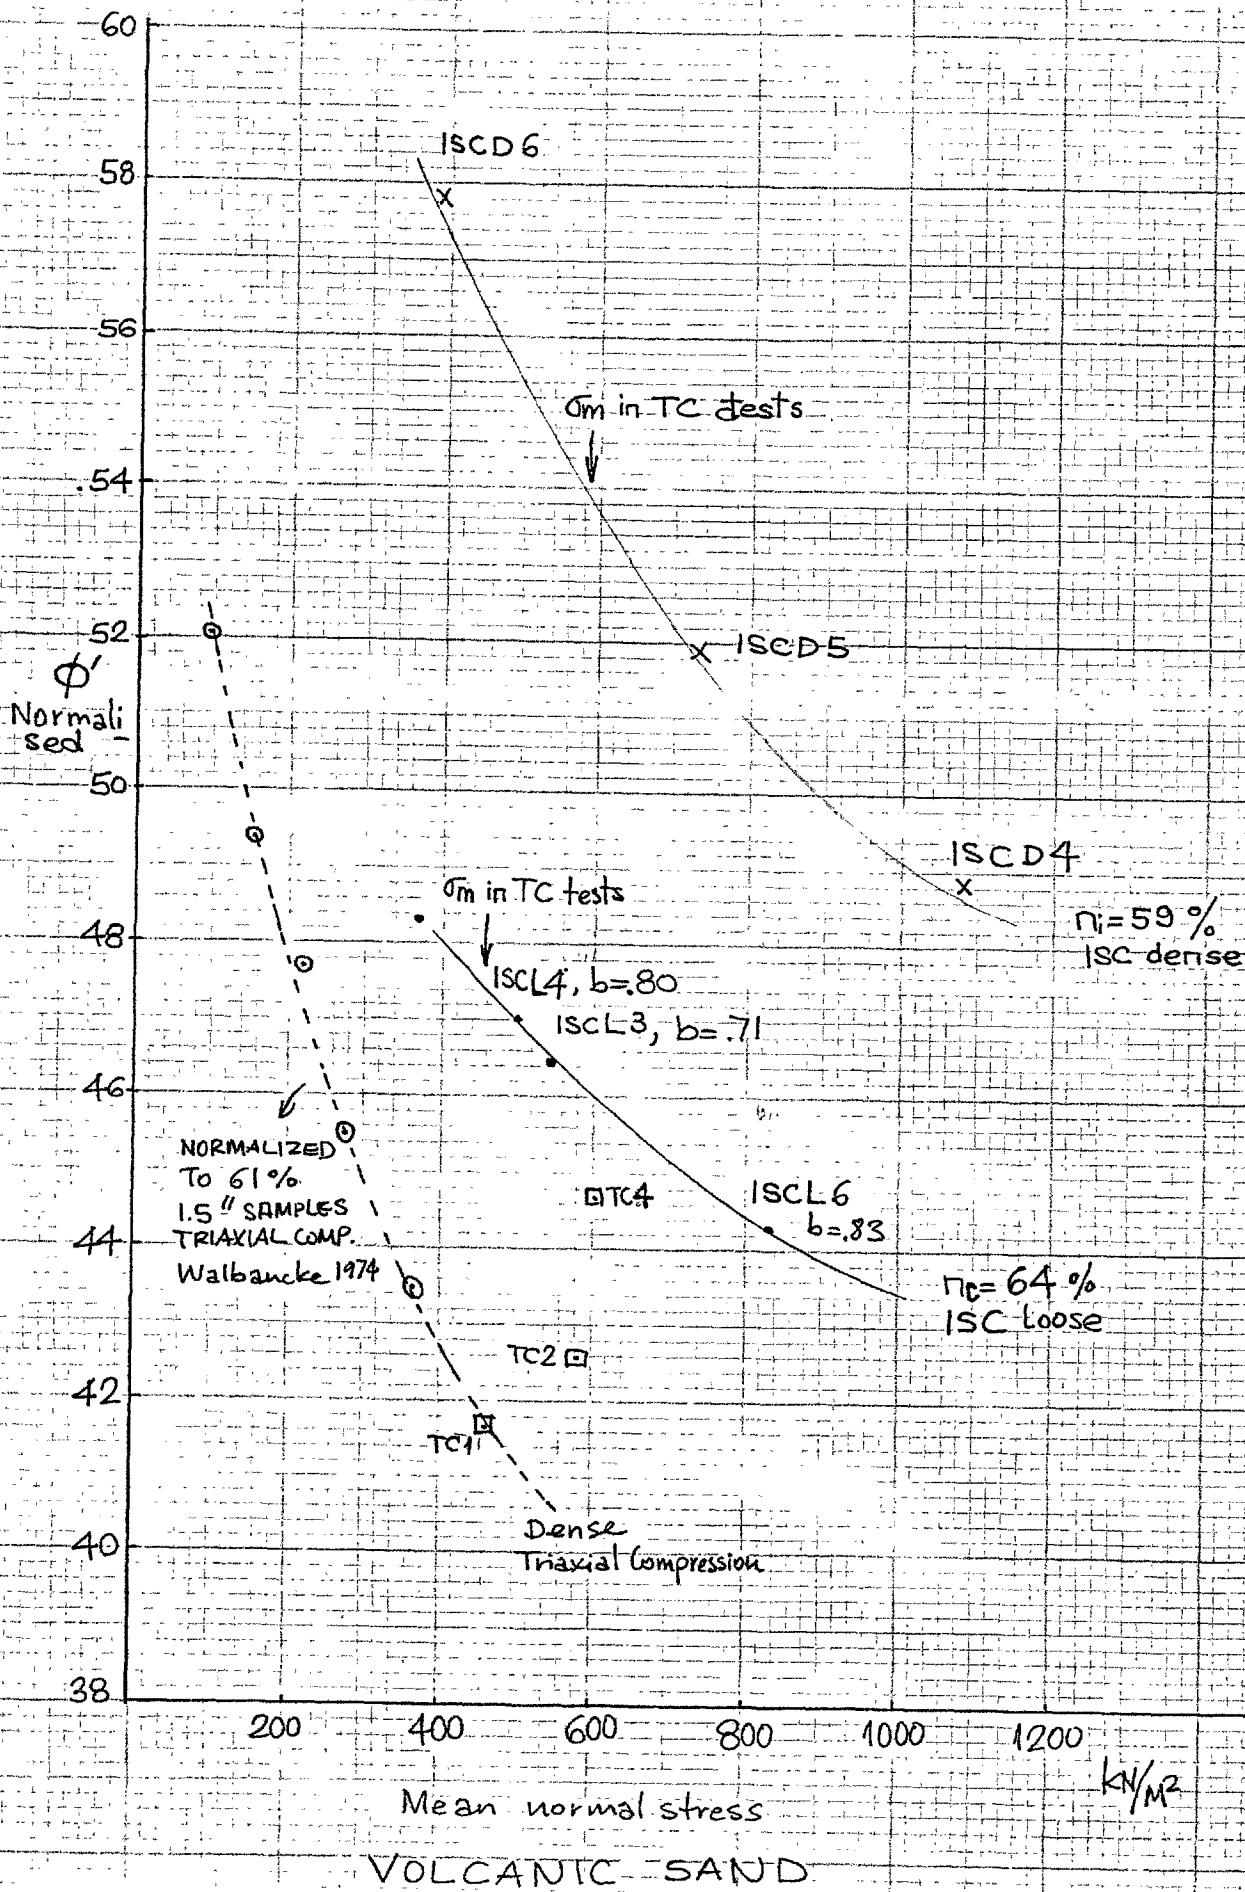 60
ISCD6
58
56
σm in TC tests
.54
52
ISCD5
φ'
Normali
sed
50
ISCD4
σm in TC tests
48
ni=59%
ISC dense
ISCL4, b=.80
ISCL3, b=.71
46
NORMALIZED
TO 61%
1.5" SAMPLES
TRIAXIAL COMP.
Walbancke 1974
TC4
ISCL6
b=.83
44
nc=64%
ISC Loose
TC2
42
TC1
Dense
Triaxial Compression
40
38
200 400 600 800 1000 1200
kN/M²
Mean normal stress
VOLCANIC SAND